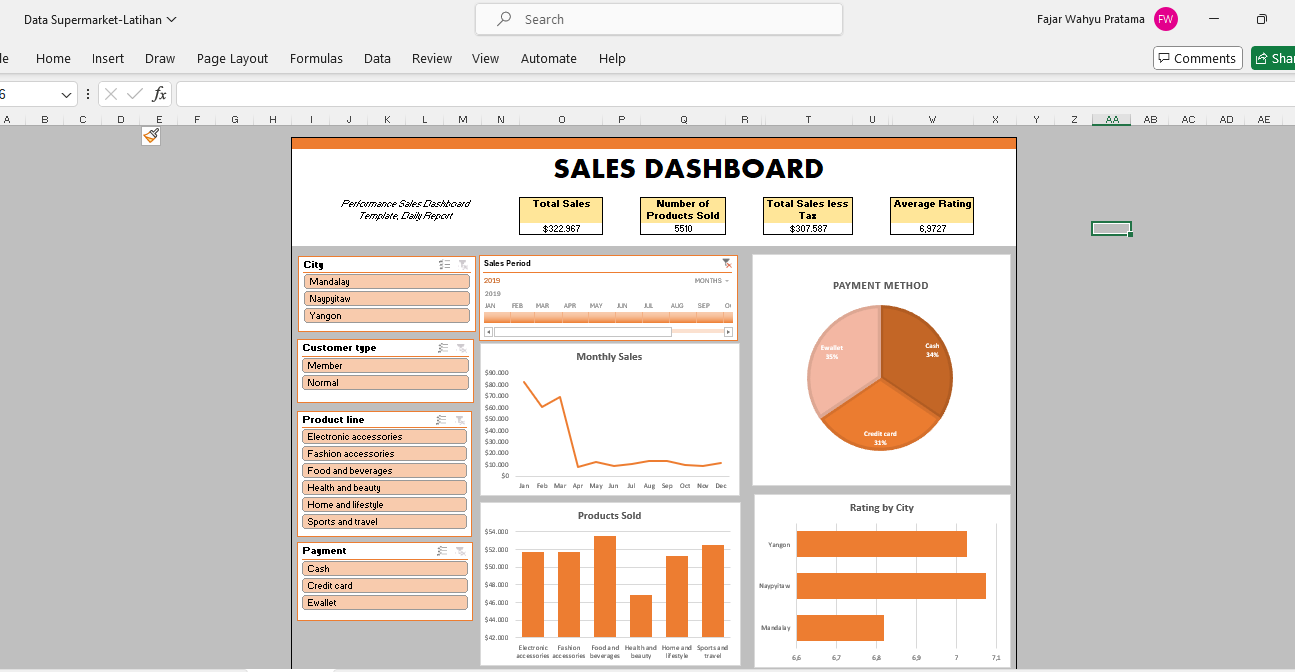 Data Supermarket-Latihan
Search
Fajar Wahyu Pratama FW
Home Insert Draw Page Layout Formulas Data Review View Automate Help
Comments
6
fx
A B C D E F G H I J K L M N O P Q R T U W X Y Z AA AB AC AD AE
SALES DASHBOARD
Performance Sales Dashboard
Template, Daily Report
Total Sales
$322.967
Number of
Products Sold
5510
Total Sales less
Tax
$307.587
Average Rating
6,9727
City
Mandalay
Naypyitaw
Yangon
Customer type
Member
Normal
Product line
Electronic accessories
Fashion accessories
Food and beverages
Health and beauty
Home and lifestyle
Sports and travel
Payment
Cash
Credit card
Ewallet
Sales Period
2019 MONTHS
2019
JAN FEB MAR APR MAY JUN JUL AUG SEP
Monthly Sales
$90.000
$80.000
$70.000
$60.000
$50.000
$40.000
$30.000
$20.000
$10.000
$0
Jan Feb Mar Apr May Jun Jul Aug Sep Oct Nov Dec
Products Sold
$54.000
$52.000
$50.000
$48.000
$46.000
$44.000
$42.000
Electronic Fashion Food and Health and Home and Sports and
accessories accessories beverages beauty lifestyle travel
PAYMENT METHOD
Ewallet
35%
Cash
34%
Credit card
31%
Rating by City
Yangon
Naypyitaw
Mandalay
6,6 6,7 6,8 6,9 7 7,1